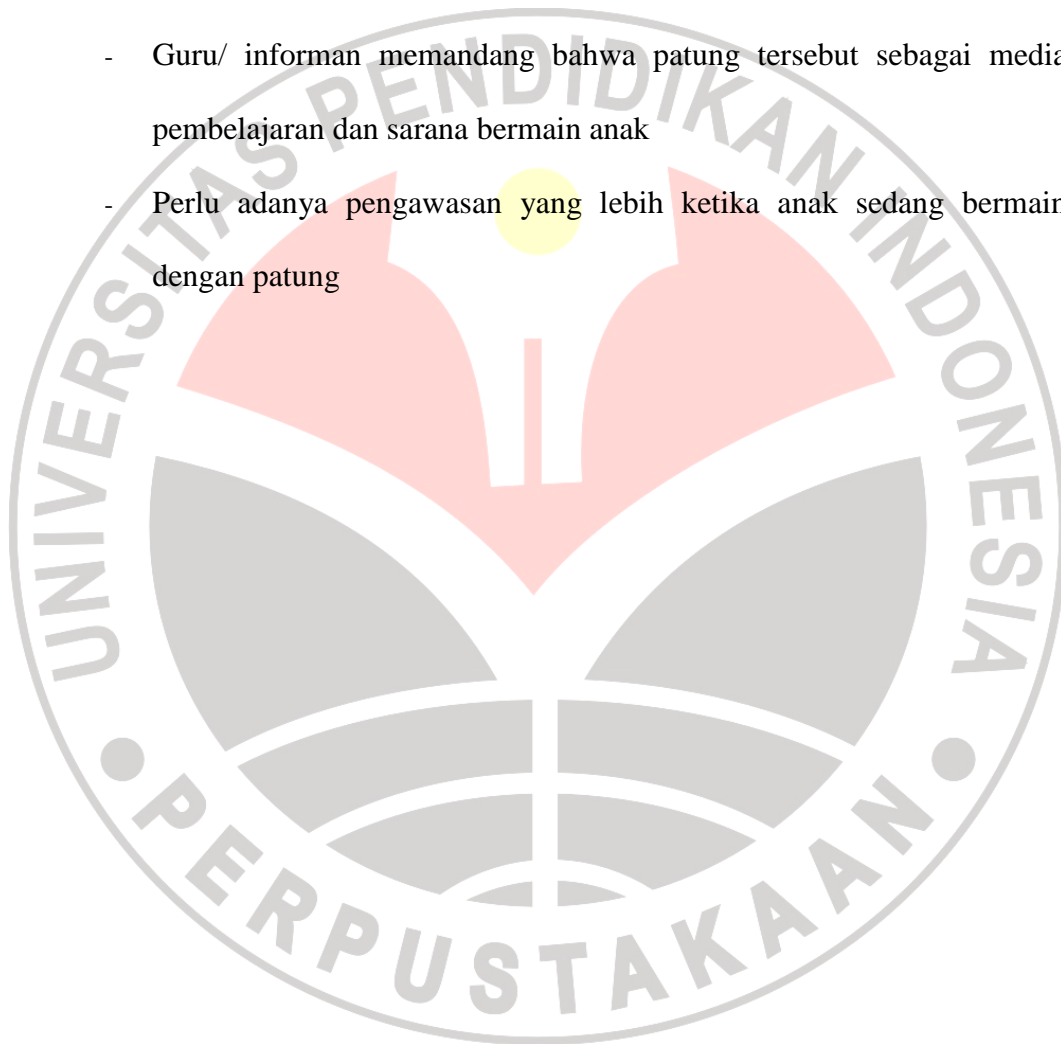 - Guru/ informan memandang bahwa patung tersebut sebagai media
pembelajaran dan sarana bermain anak
- Perlu adanya pengawasan yang lebih ketika anak sedang bermain
dengan patung
UNIVERSITAS PENDIDIKAN INDONESIA
PERPUSTAKAAN